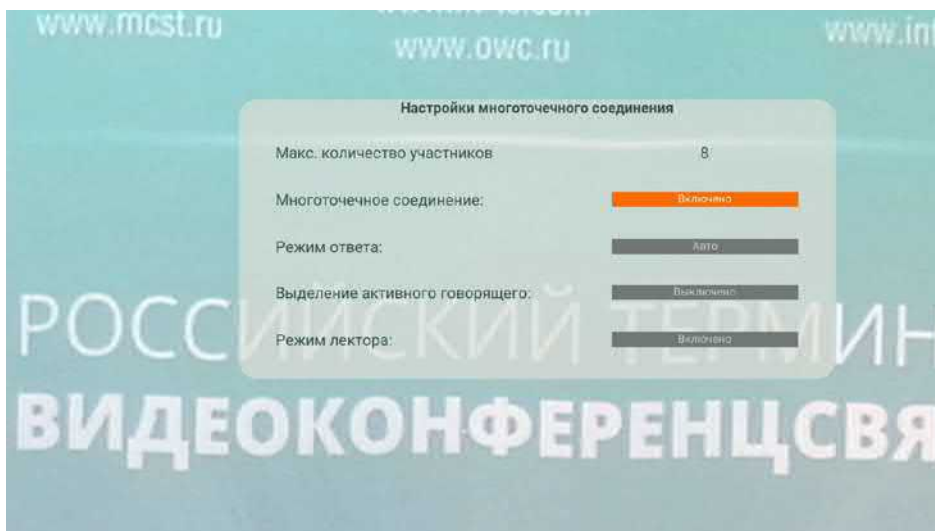 www.mcst.ru
www.owc.ru
Настройки многоточечного соединения
Макс. количество участников 8
Многоточечное соединение: Включено
Режим ответа: Авто
Выделение активного говорящего: Выключено
Режим лектора: Включено
РОССИЙСКИЙ ТЕРМИН
ВИДЕОКОНФЕРЕНЦСВЯ